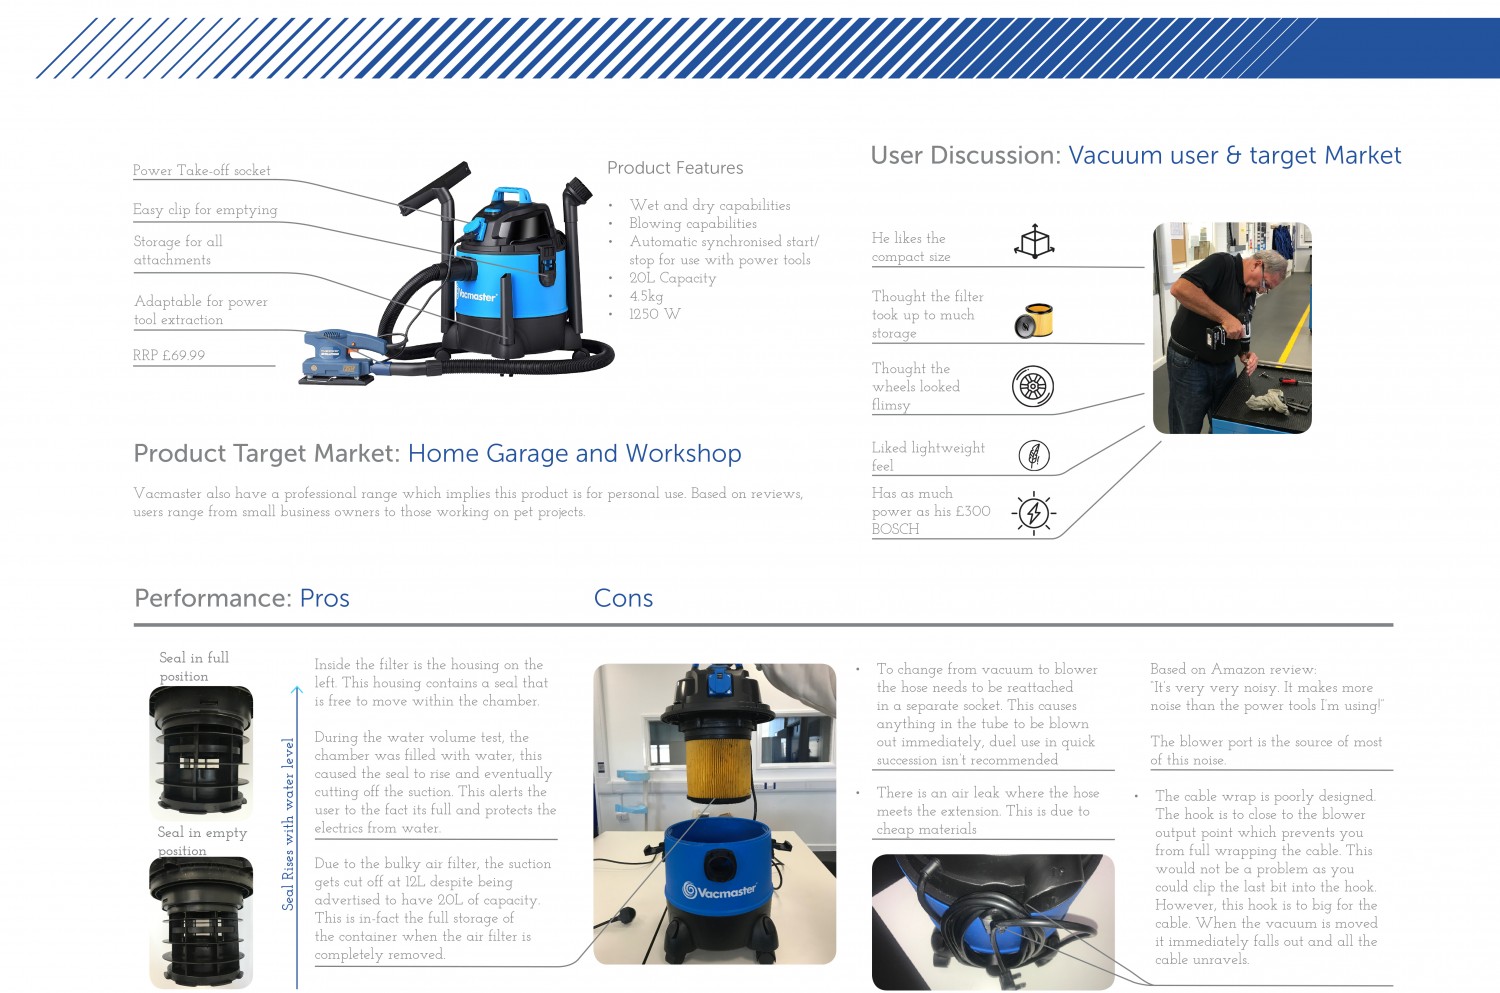 Power Take-off socket
Easy clip for emptying
Storage for all
attachments
Adaptable for power
tool extraction
RRP £69.99
Vacmaster
Product Features
• Wet and dry capabilities
• Blowing capabilities
• Automatic synchronised start/
stop for use with power tools
• 20L Capacity
• 4.5kg
• 1250 W
User Discussion: Vacuum user & target Market
He likes the
compact size
Thought the filter
took up to much
storage
Thought the
wheels looked
flimsy
Liked lightweight
feel
Has as much
power as his £300
BOSCH
Product Target Market: Home Garage and Workshop
Vacmaster also have a professional range which implies this product is for personal use. Based on reviews,
users range from small business owners to those working on pet projects.
Performance: Pros
Seal in full
position
Seal in empty
position
Seal Rises with water level
Inside the filter is the housing on the
left. This housing contains a seal that
is free to move within the chamber.
During the water volume test, the
chamber was filled with water, this
caused the seal to rise and eventually
cutting off the suction. This alerts the
user to the fact its full and protects the
electrics from water.
Due to the bulky air filter, the suction
gets cut off at 12L despite being
advertised to have 20L of capacity.
This is in-fact the full storage of
the container when the air filter is
completely removed.
Cons
Vacmaster
• To change from vacuum to blower
the hose needs to be reattached
in a separate socket. This causes
anything in the tube to be blown
out immediately, duel use in quick
succession isn't recommended
• There is an air leak where the hose
meets the extension. This is due to
cheap materials
Based on Amazon review:
"It's very very noisy. It makes more
noise than the power tools I'm using!"
The blower port is the source of most
of this noise.
• The cable wrap is poorly designed.
The hook is to close to the blower
output point which prevents you
from full wrapping the cable. This
would not be a problem as you
could clip the last bit into the hook.
However, this hook is to big for the
cable. When the vacuum is moved
it immediately falls out and all the
cable unravels.